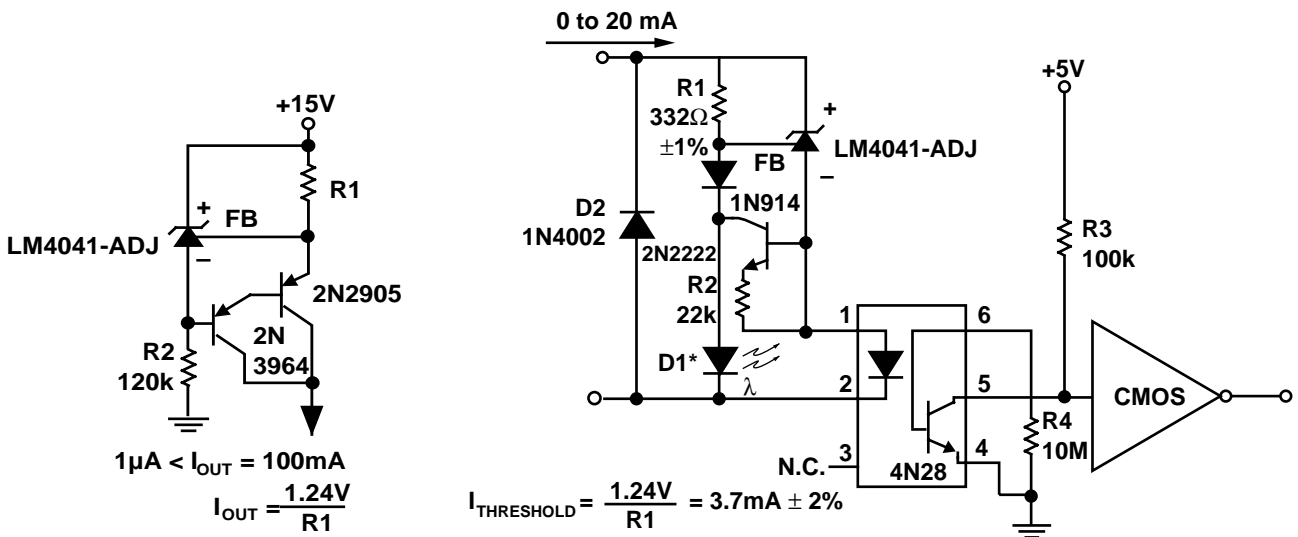 +15V
R1
+
FB
LM4041-ADJ
–
2N2905
2N
3964
R2
120k
1µA < IOUT = 100mA
IOUT = 1.24V
R1
0 to 20 mA
R1
332Ω
±1%
+
FB
LM4041-ADJ
–
1N914
D2
1N4002
2N2222
R2
22k
D1*
λ
1
2
3
N.C.
6
5
4
4N28
+5V
R3
100k
R4
10M
CMOS
ITHRESHOLD = 1.24V = 3.7mA ± 2%
R1